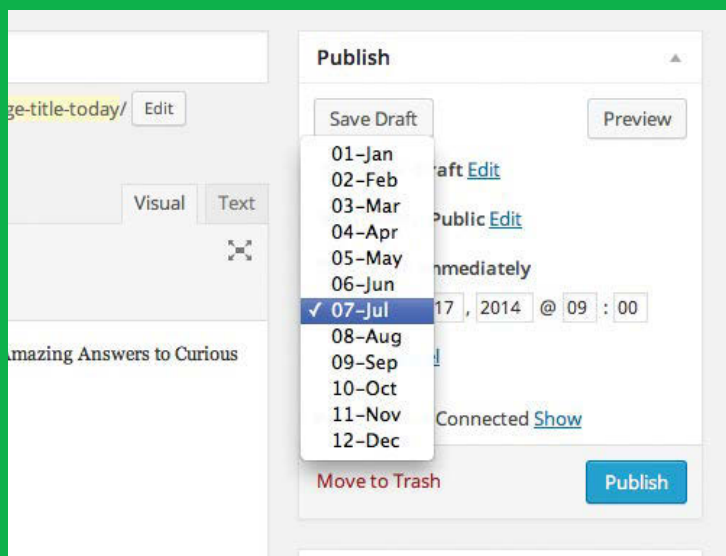 Publish
ge-title-today/ Edit
Save Draft Preview
01-Jan
02-Feb
03-Mar
04-Apr
05-May
06-Jun
07-Jul
08-Aug
09-Sep
10-Oct
11-Nov
12-Dec
raft Edit
Public Edit
mmediately
17 , 2014 @ 09 : 00
Connected Show
Visual Text
Amazing Answers to Curious
Move to Trash Publish